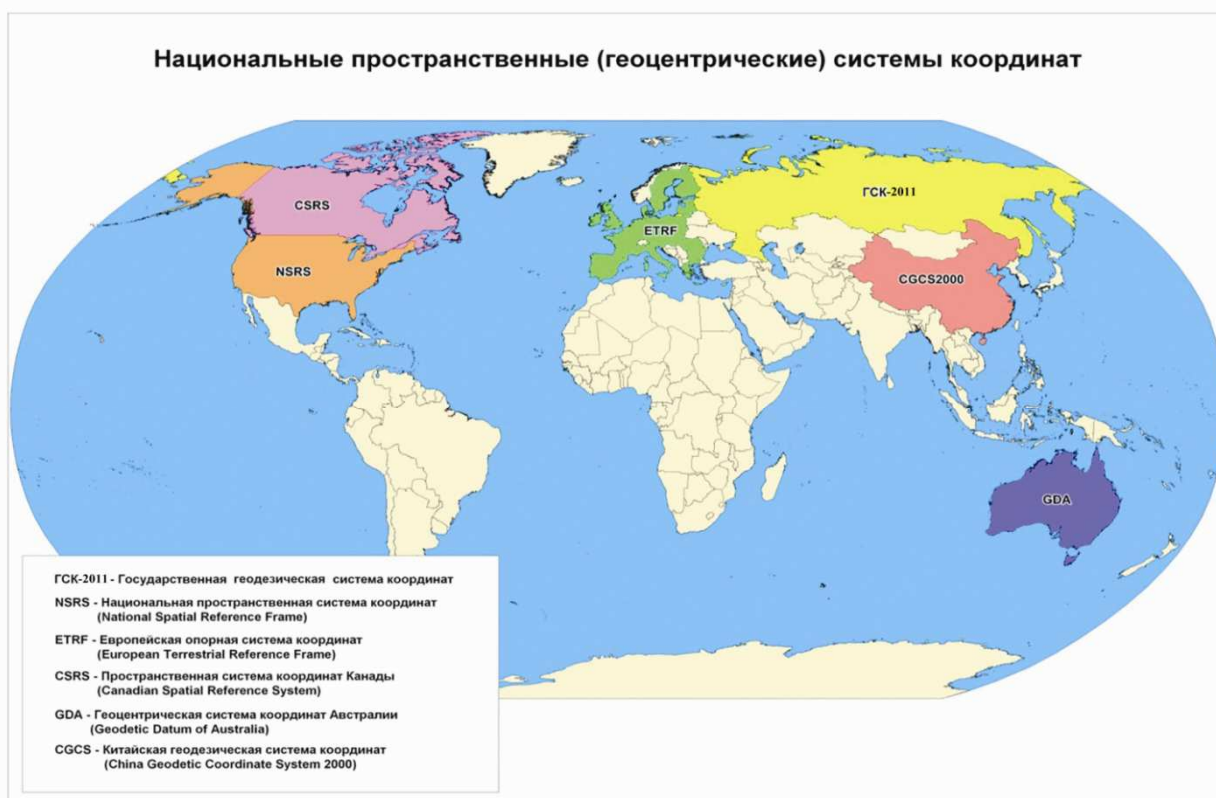 Национальные пространственные (геоцентрические) системы координат
CSRS
NSRS
ETRF
ГСК-2011
CGCS2000
GDA
ГСК-2011 - Государственная геодезическая система координат
NSRS - Национальная пространственная система координат
(National Spatial Reference Frame)
ETRF - Европейская опорная система координат
(European Terrestrial Reference Frame)
CSRS - Пространственная система координат Канады
(Canadian Spatial Reference System)
GDA - Геоцентрическая система координат Австралии
(Geodetic Datum of Australia)
CGCS - Китайская геодезическая система координат
(China Geodetic Coordinate System 2000)